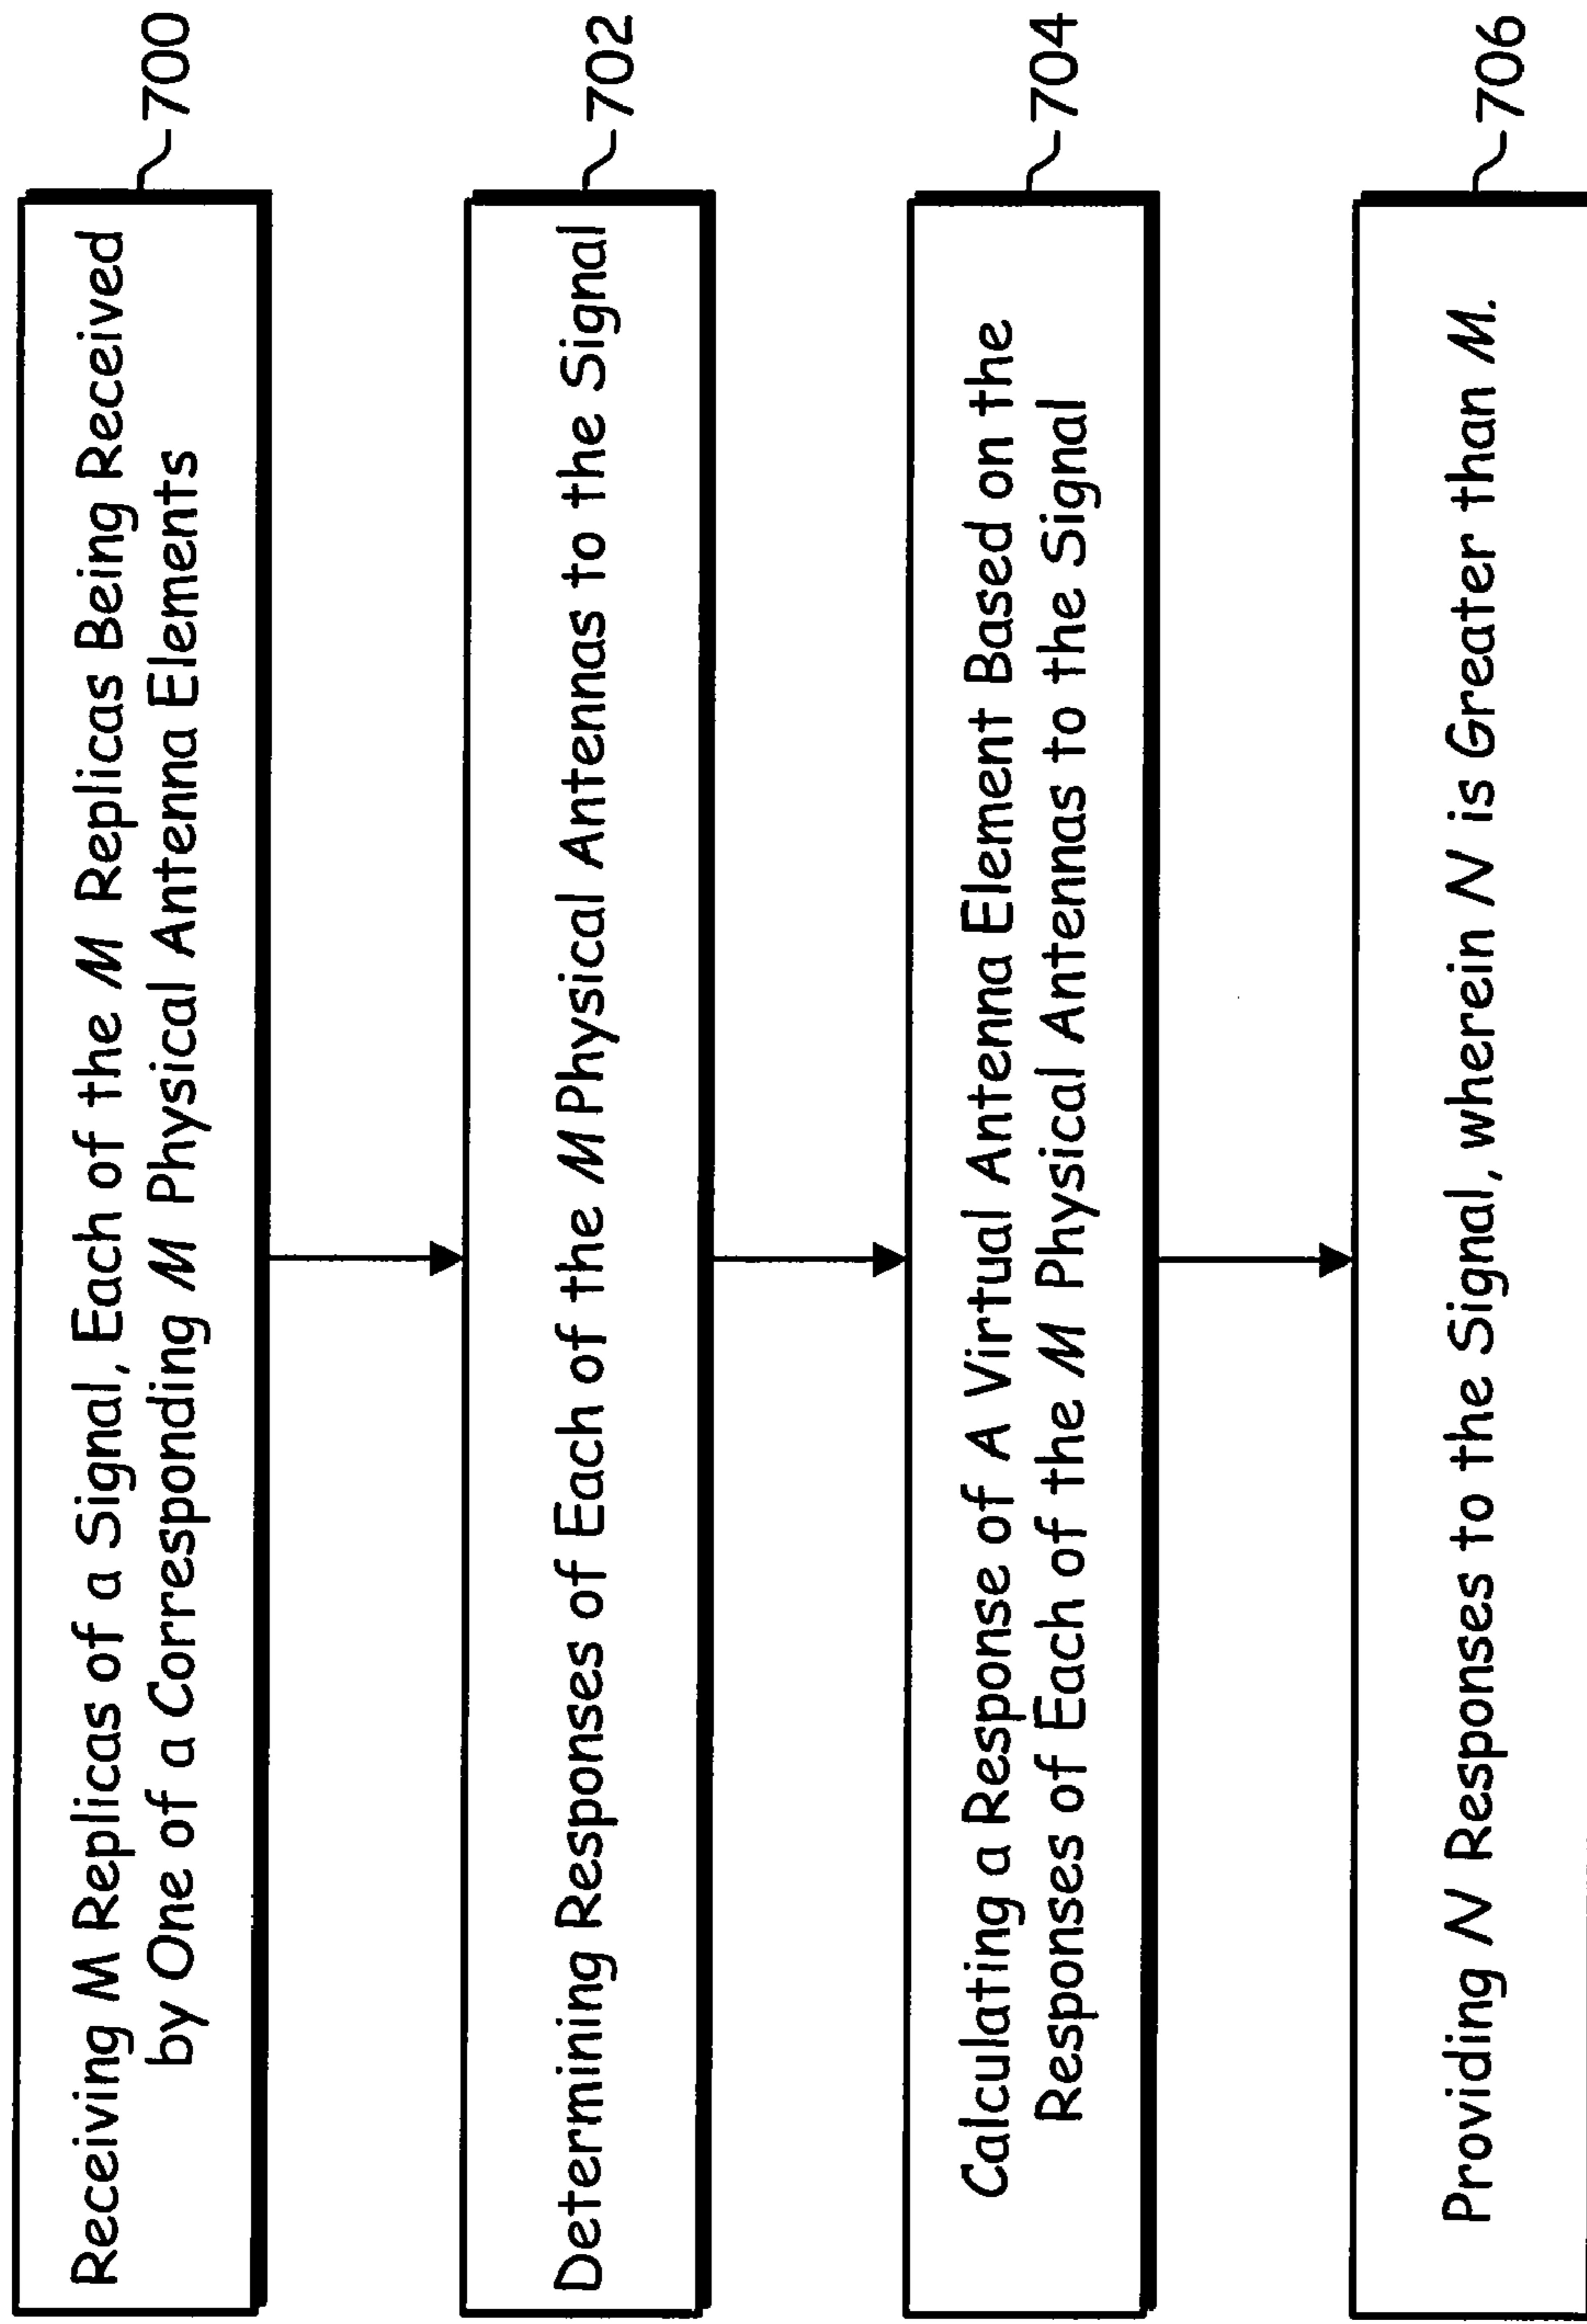 Receiving M Replicas of a Signal, Each of the M Replicas Being Received
by One of a Corresponding M Physical Antenna Elements
700
Determining Responses of Each of the M Physical Antennas to the Signal
702
Calculating a Response of A Virtual Antenna Element Based on the
Responses of Each of the M Physical Antennas to the Signal
704
Providing N Responses to the Signal, wherein N is Greater than M.
706